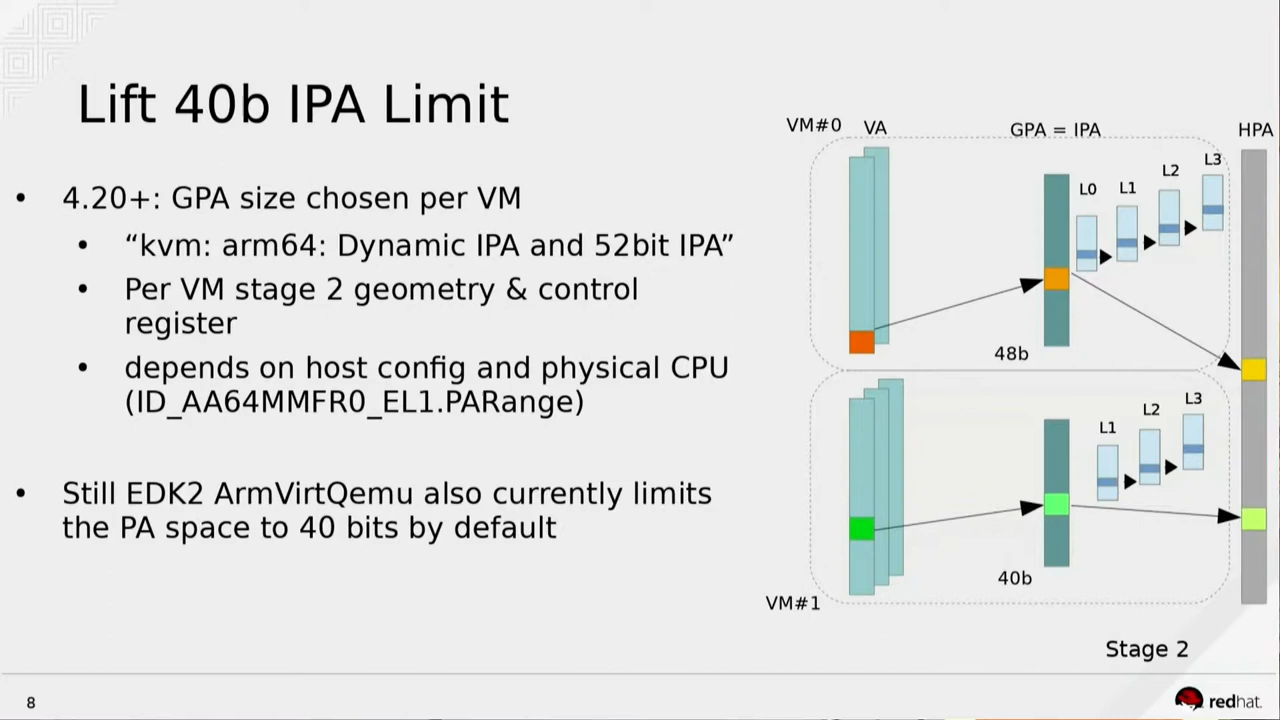 Lift 40b IPA Limit
• 4.20+: GPA size chosen per VM
• “kvm: arm64: Dynamic IPA and 52bit IPA”
• Per VM stage 2 geometry & control
register
• depends on host config and physical CPU
(ID_AA64MMFR0_EL1.PARange)
• Still EDK2 ArmVirtQemu also currently limits
the PA space to 40 bits by default
VM#0 VA GPA = IPA HPA
L0 L1 L2 L3
48b
L1 L2 L3
40b
VM#1
Stage 2
8
redhat.